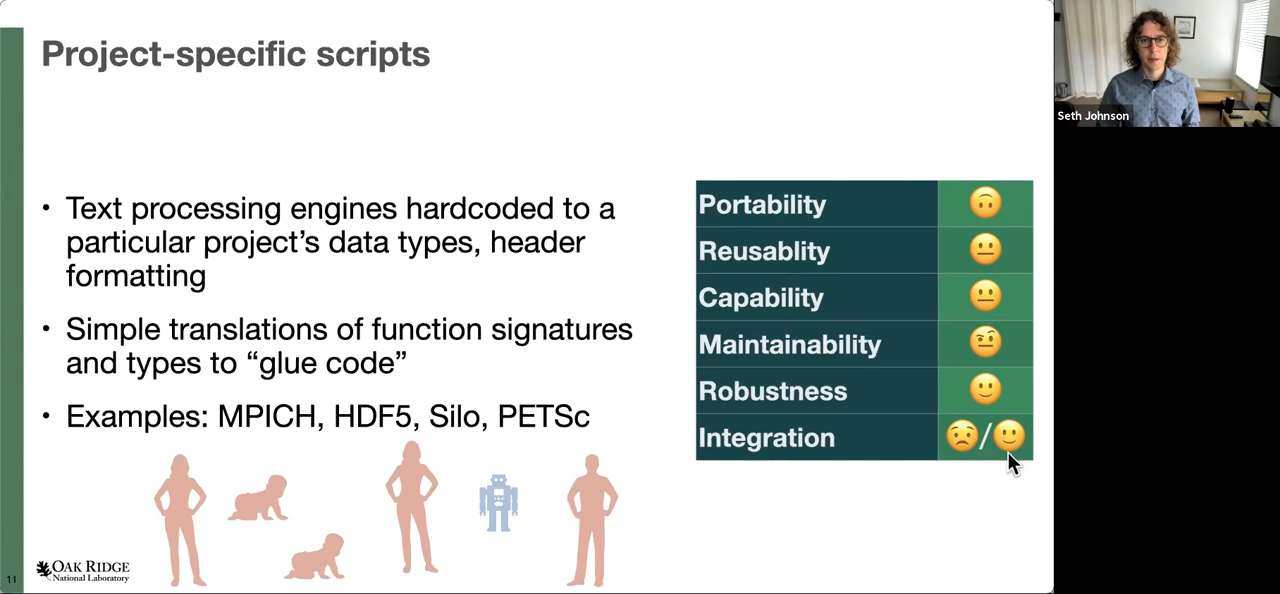 Project-specific scripts
• Text processing engines hardcoded to a
particular project’s data types, header
formatting
• Simple translations of function signatures
and types to “glue code”
• Examples: MPICH, HDF5, Silo, PETSc
Portability
Reusablity
Capability
Maintainability
Robustness
Integration
/
11
OAK RIDGE
National Laboratory
Seth Johnson